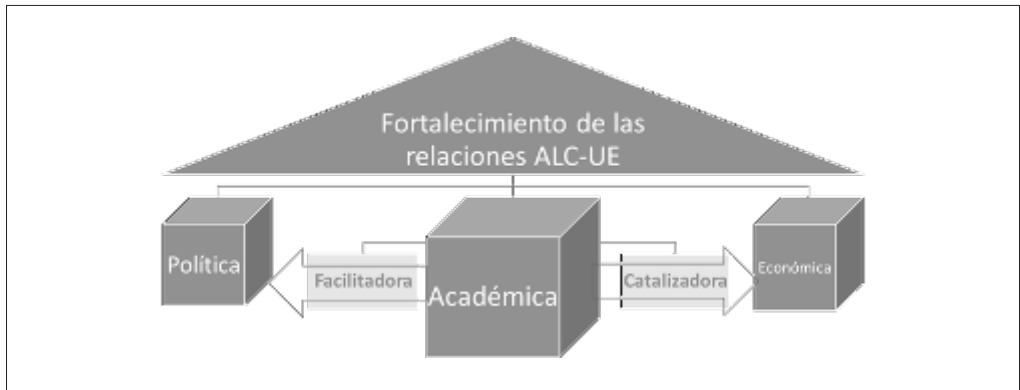 Fortalecimiento de las
relaciones ALC-UE
Política
Facilitadora
Académica
Catalizadora
Económica